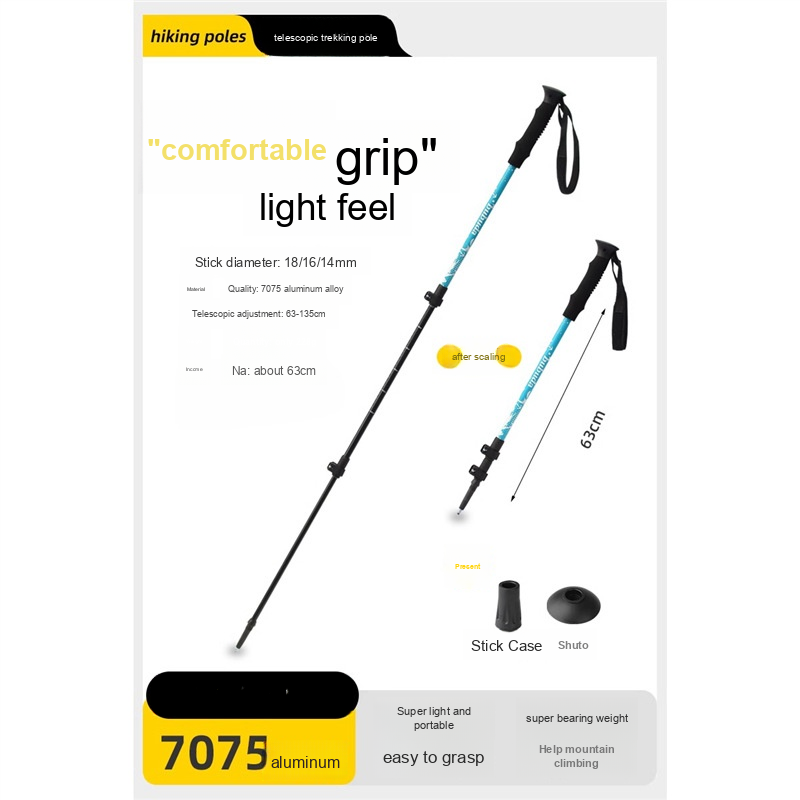 hiking poles
telescopic trekking pole
"comfortable grip"
light feel
Stick diameter: 18/16/14mm
Material Quality: 7075 aluminum alloy
Telescopic adjustment: 63-135cm
after scaling
Income Na: about 63cm
63cm
Present
Stick Case Shuto
7075 aluminum
Super light and
portable
easy to grasp
super bearing weight
Help mountain
climbing